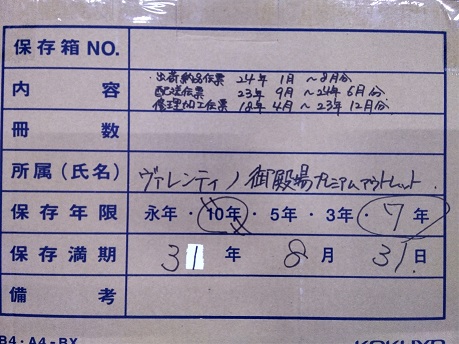 保存箱NO.
内容 ・出荷納品伝票 24年 1月 ～8月分
配送伝票 23年 9月 ～24年 6月分
修理加工伝票 18年 4月 ～23年 12月分
冊数
所属(氏名) ヴァレンティノ 御殿場プレミアムアウトレット.
保存年限 永年・10年・5年・3年・7年
保存満期 31年 8月 31日
備考
B4・A4-BX KOKUYO